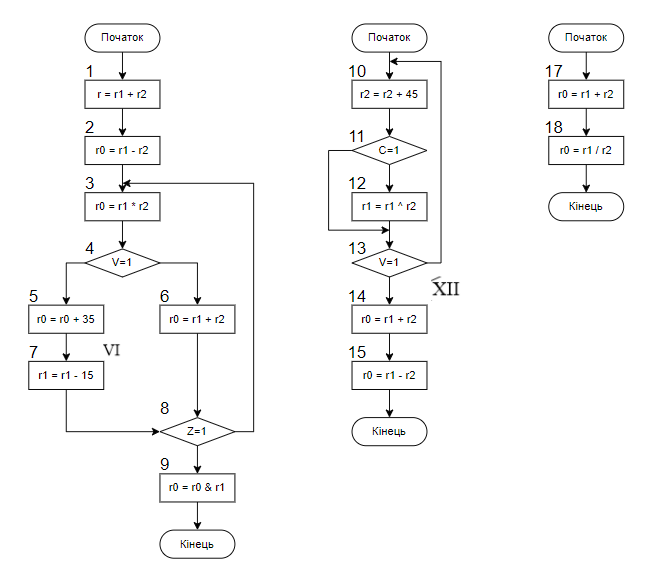 Початок
1
r = r1 + r2
2
r0 = r1 - r2
3
r0 = r1 * r2
4
V=1
5
r0 = r0 + 35
6
r0 = r1 + r2
VI
7
r1 = r1 - 15
8
Z=1
9
r0 = r0 & r1
Кінець
Початок
10
r2 = r2 + 45
11
C=1
12
r1 = r1 ^ r2
13
V=1
XII
14
r0 = r1 + r2
15
r0 = r1 - r2
Кінець
Початок
17
r0 = r1 + r2
18
r0 = r1 / r2
Кінець